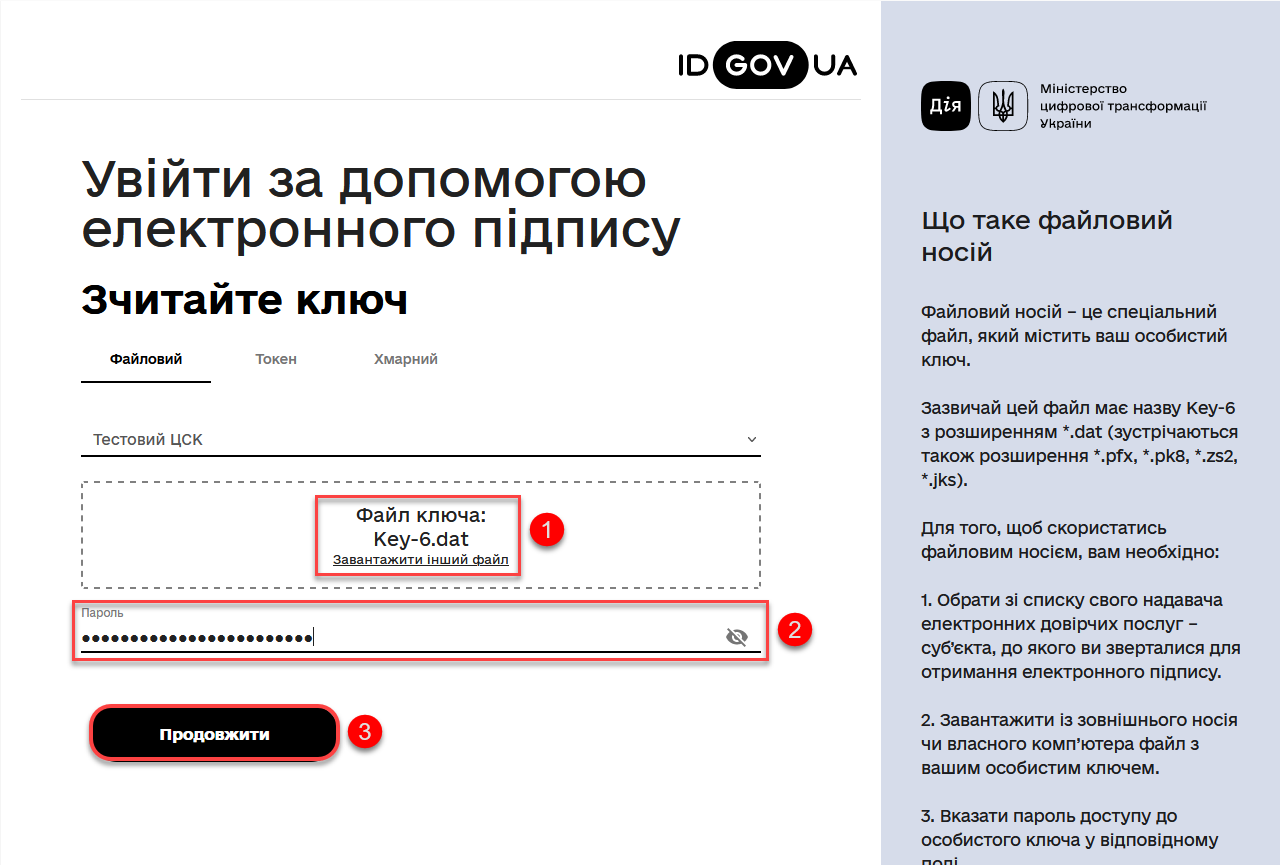 ID GOV UA
Увійти за допомогою
електронного підпису
Зчитайте ключ
Файловий
Токен
Хмарний
Тестовий ЦСК
Файл ключа:
Key-6.dat
Завантажити інший файл
1
Пароль
2
Продовжити
3
Дія
Міністерство
цифрової трансформації
України
Що таке файловий
носій
Файловий носій – це спеціальний
файл, який містить ваш особистий
ключ.
Зазвичай цей файл має назву Key-6
з розширенням *.dat (зустрічаються
також розширення *.pfx, *.pk8, *.zs2,
*.jks).
Для того, щоб скористатись
файловим носієм, вам необхідно:
1. Обрати зі списку свого надавача
електронних довірчих послуг –
суб’єкта, до якого ви зверталися для
отримання електронного підпису.
2. Завантажити із зовнішнього носія
чи власного комп’ютера файл з
вашим особистим ключем.
3. Вказати пароль доступу до
особистого ключа у відповідному
полі.